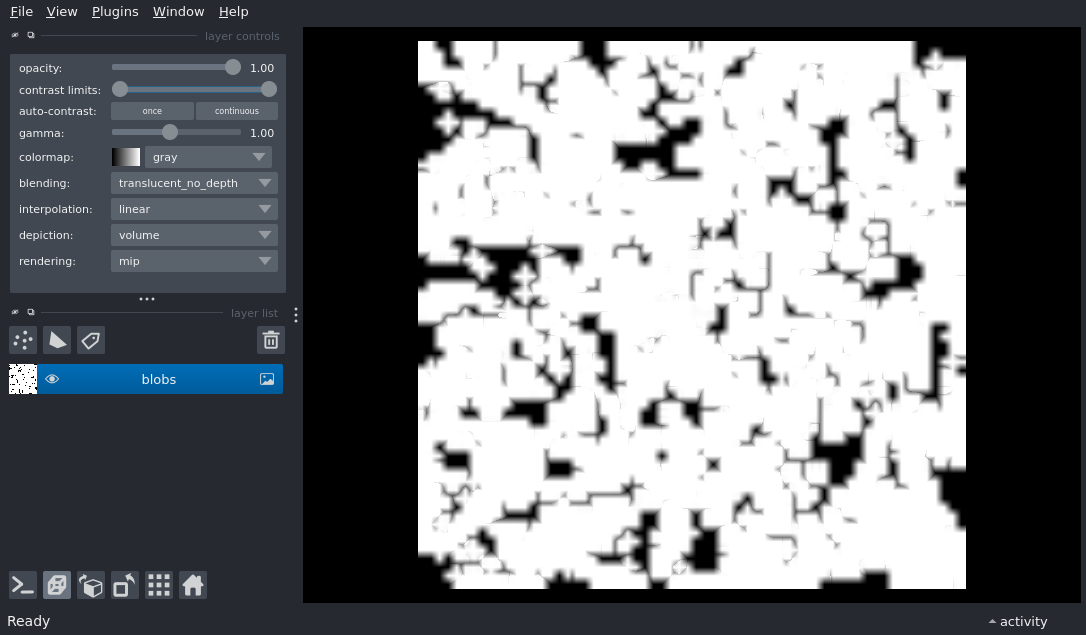 File View Plugins Window Help
layer controls
opacity: 1.00
contrast limits:
auto-contrast: once continuous
gamma: 1.00
colormap: gray
blending: translucent_no_depth
interpolation: linear
depiction: volume
rendering: mip
layer list
blobs
Ready activity